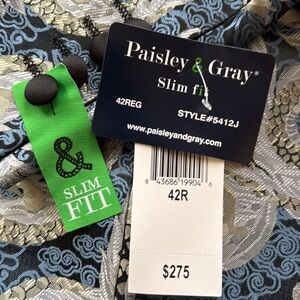 Paisley & Gray®
Slim fit
42REG
STYLE#5412J
www.paisleyandgray.com
&
SLIM
FIT
8 43686 19904 6
42R
$275